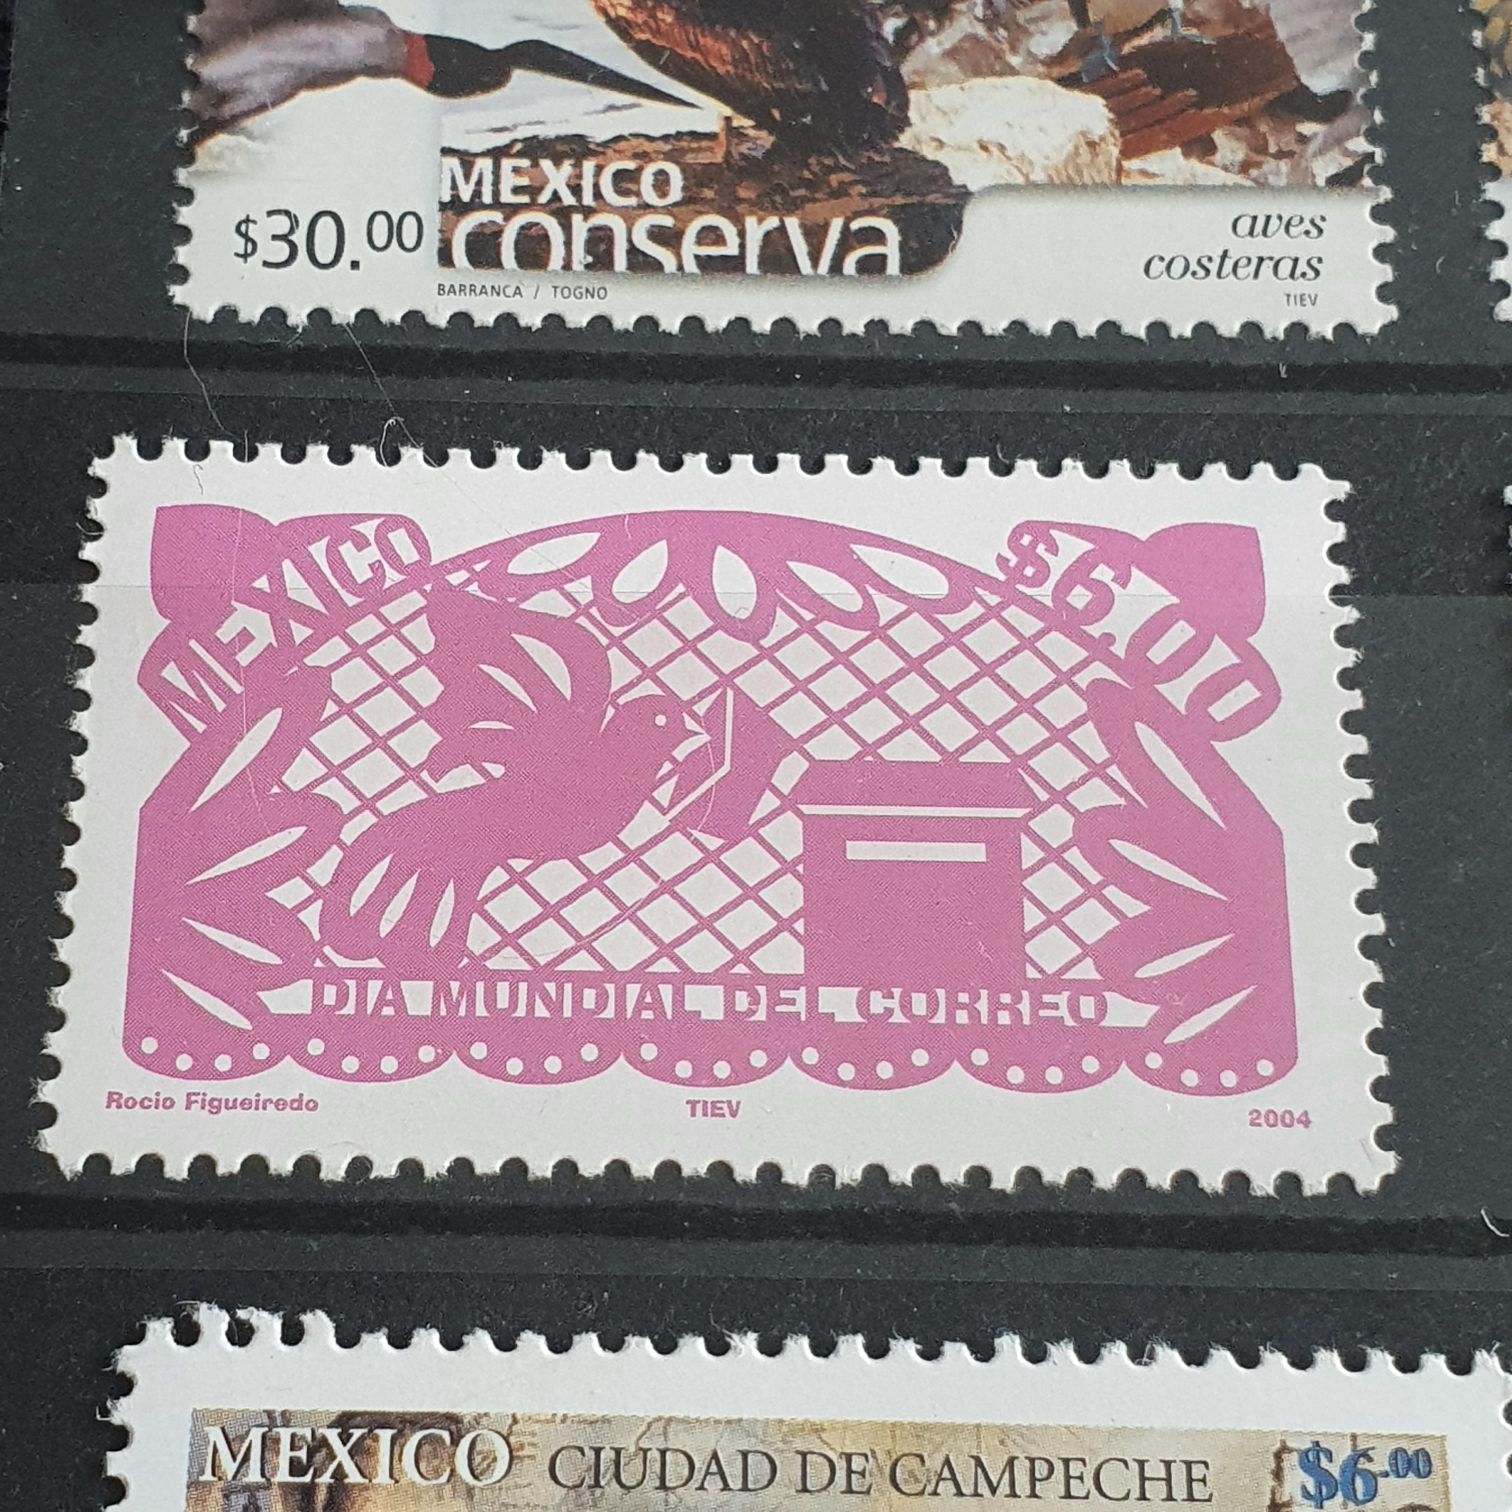 MÉXICO
$30.00 conserva
aves
costeras
BARRANCA / TOGNO
TIEV
MEXICO $6.00
DIA MUNDIAL DEL CORREO
Rocio Figueiredo TIEV 2004
MEXICO CIUDAD DE CAMPECHE $6.00